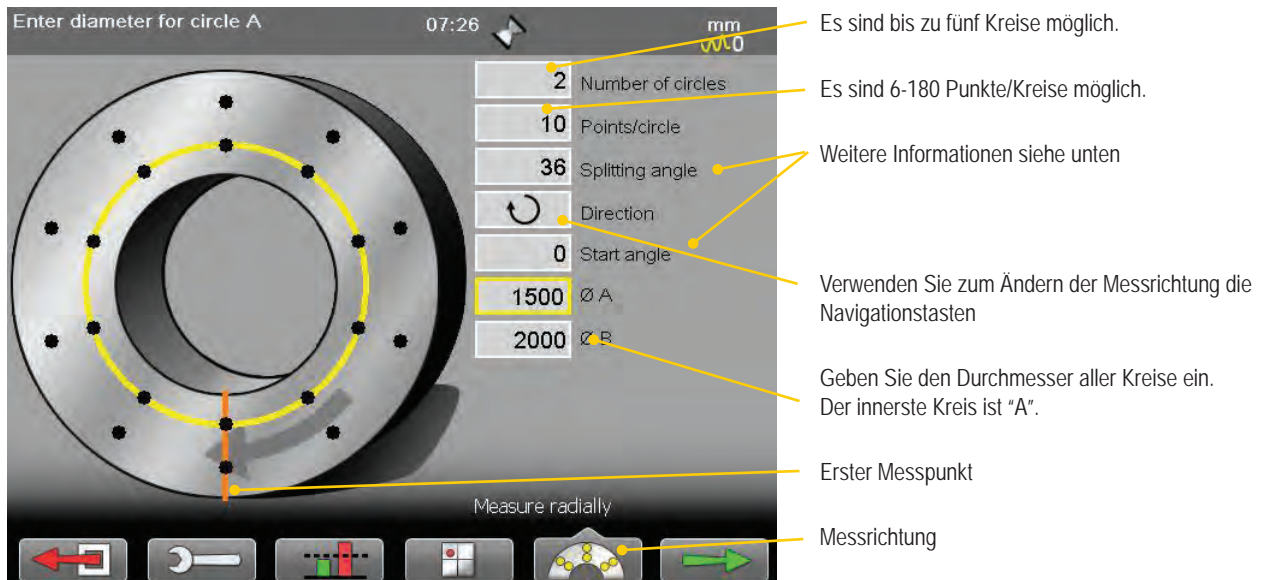 Enter diameter for circle A
07:26
mm
0
2 Number of circles
10 Points/circle
36 Splitting angle
Direction
0 Start angle
1500 Ø A
2000 Ø B
Measure radially
Es sind bis zu fünf Kreise möglich.
Es sind 6-180 Punkte/Kreise möglich.
Weitere Informationen siehe unten
Verwenden Sie zum Ändern der Messrichtung die
Navigationstasten
Geben Sie den Durchmesser aller Kreise ein.
Der innerste Kreis ist “A”.
Erster Messpunkt
Messrichtung